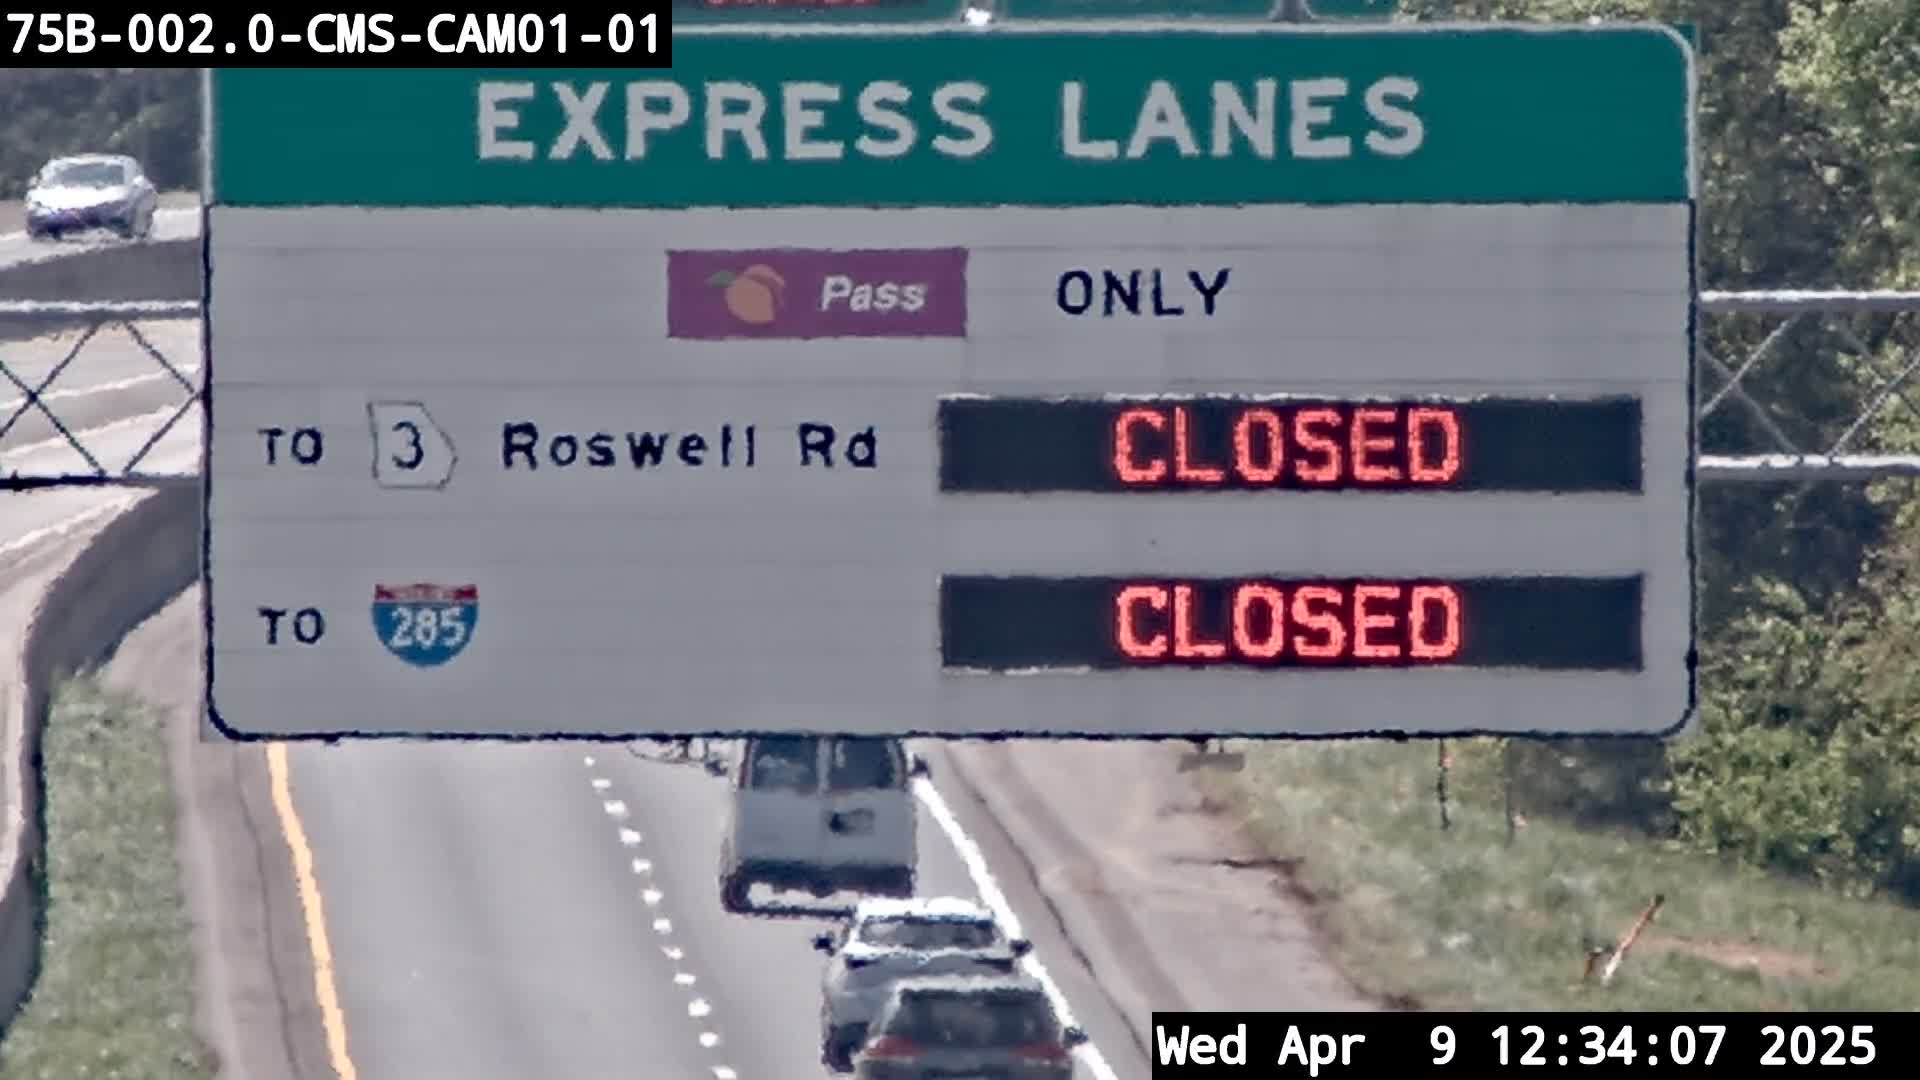 75B-002.0-CMS-CAM01-01
EXPRESS LANES
Pass ONLY
TO 3 Roswell Rd CLOSED
TO 285 CLOSED
Wed Apr 9 12:34:07 2025